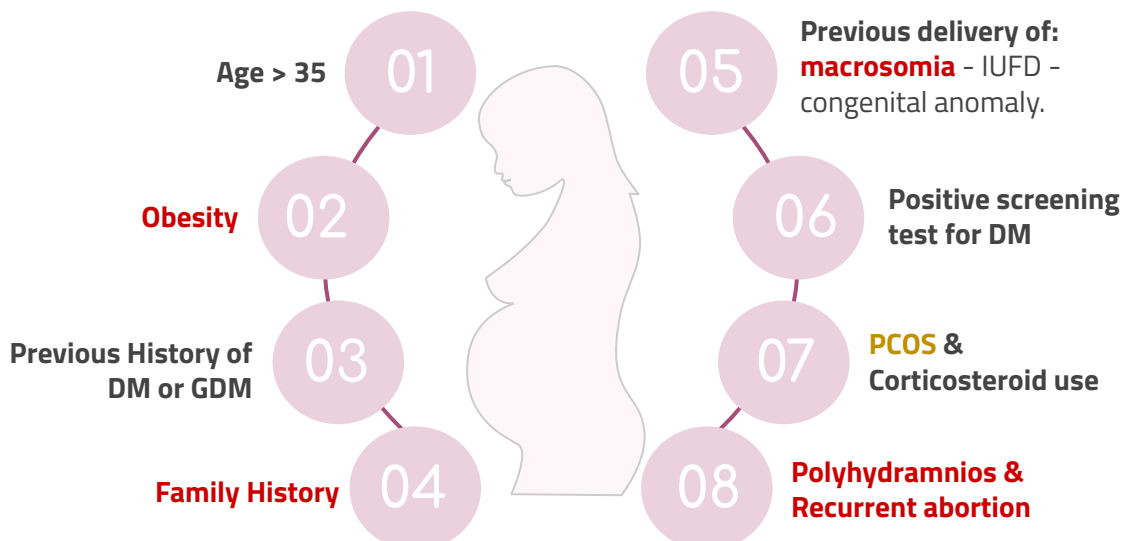 Age > 35
01
Obesity
02
Previous History of
DM or GDM
03
Family History
04
05
Previous delivery of:
macrosomia - IUFD -
congenital anomaly.
06
Positive screening
test for DM
07
PCOS &
Corticosteroid use
08
Polyhydramnios &
Recurrent abortion